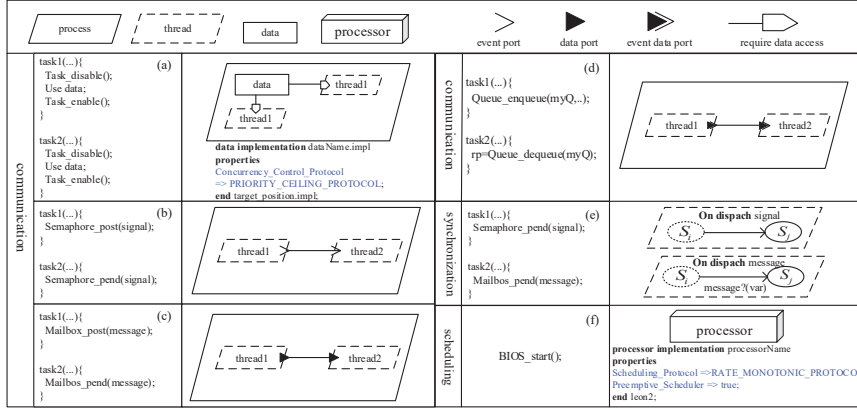 process
thread
data
processor
event port
data port
event data port
require data access
communication
(a)
task1(...){
Task_disable();
Use data;
Task_enable();
}
task2(...){
Task_disable();
Use data;
Task_enable();
}
data
thread1
thread1
data implementation dataName.impl
properties
Concurrency_Control_Protocol
=> PRIORITY_CEILING_PROTOCOL;
end target_position.impl;
(b)
task1(...){
Semaphore_post(signal);
}
task2(...){
Semaphore_pend(signal);
}
thread1
thread2
(c)
task1(...){
Mailbox_post(message);
}
task2(...){
Mailbos_pend(message);
}
thread1
thread2
communication
(d)
task1(...){
Queue_enqueue(myQ,..);
}
task2(...){
rp=Queue_dequeue(myQ);
}
thread1
thread2
synchronization
(e)
task1(...){
Semaphore_pend(signal);
}
task2(...){
Mailbos_pend(message);
}
On dispach signal
Si
Sj
On dispach message
Si
Sj
message?(var)
scheduling
(f)
BIOS_start();
processor
processor implementation processorName
properties
Scheduling_Protocol =>RATE_MONOTONIC_PROTOCO
Preemptive_Scheduler => true;
end leon2;